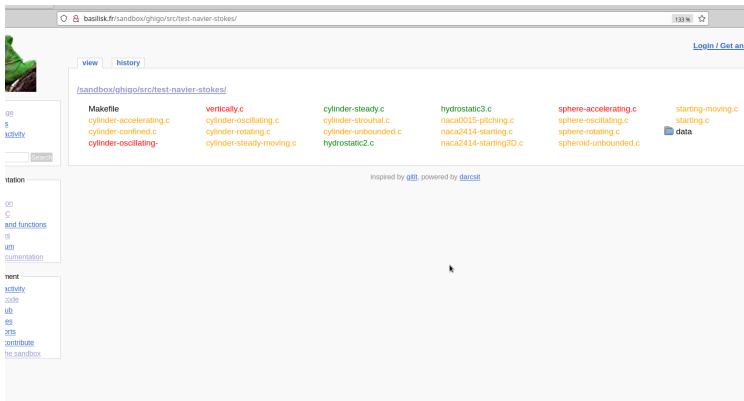 basilisk.fr/sandbox/ghigo/src/test-navier-stokes/
133 %
Login / Get an
view
history
/sandbox/ghigo/src/test-navier-stokes/
Makefile
cylinder-accelerating.c
cylinder-confined.c
cylinder-oscillating-
vertically.c
cylinder-oscillating.c
cylinder-rotating.c
cylinder-steady-moving.c
cylinder-steady.c
cylinder-strouhal.c
cylinder-unbounded.c
hydrostatic2.c
hydrostatic3.c
naca0015-pitching.c
naca2414-starting.c
naca2414-starting3D.c
sphere-accelerating.c
sphere-oscillating.c
sphere-rotating.c
spheroid-unbounded.c
starting-moving.c
starting.c
data
Inspired by gitit, powered by darcsit
ge
s
activity
Search
ntation
on
C
and functions
ns
um
cumentation
ment
activity
code
ub
es
orts
contribute
he sandbox